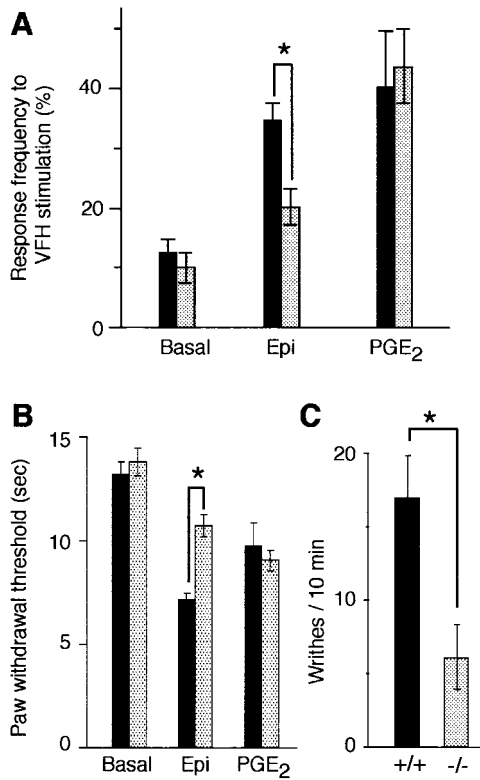 A
Response frequency to
VFH stimulation (%)
40
20
0
*
Basal Epi PGE2
B
Paw withdrawal threshold (sec)
15
10
5
0
*
Basal Epi PGE2
C
Writhes / 10 min
20
10
0
*
+/+ -/-